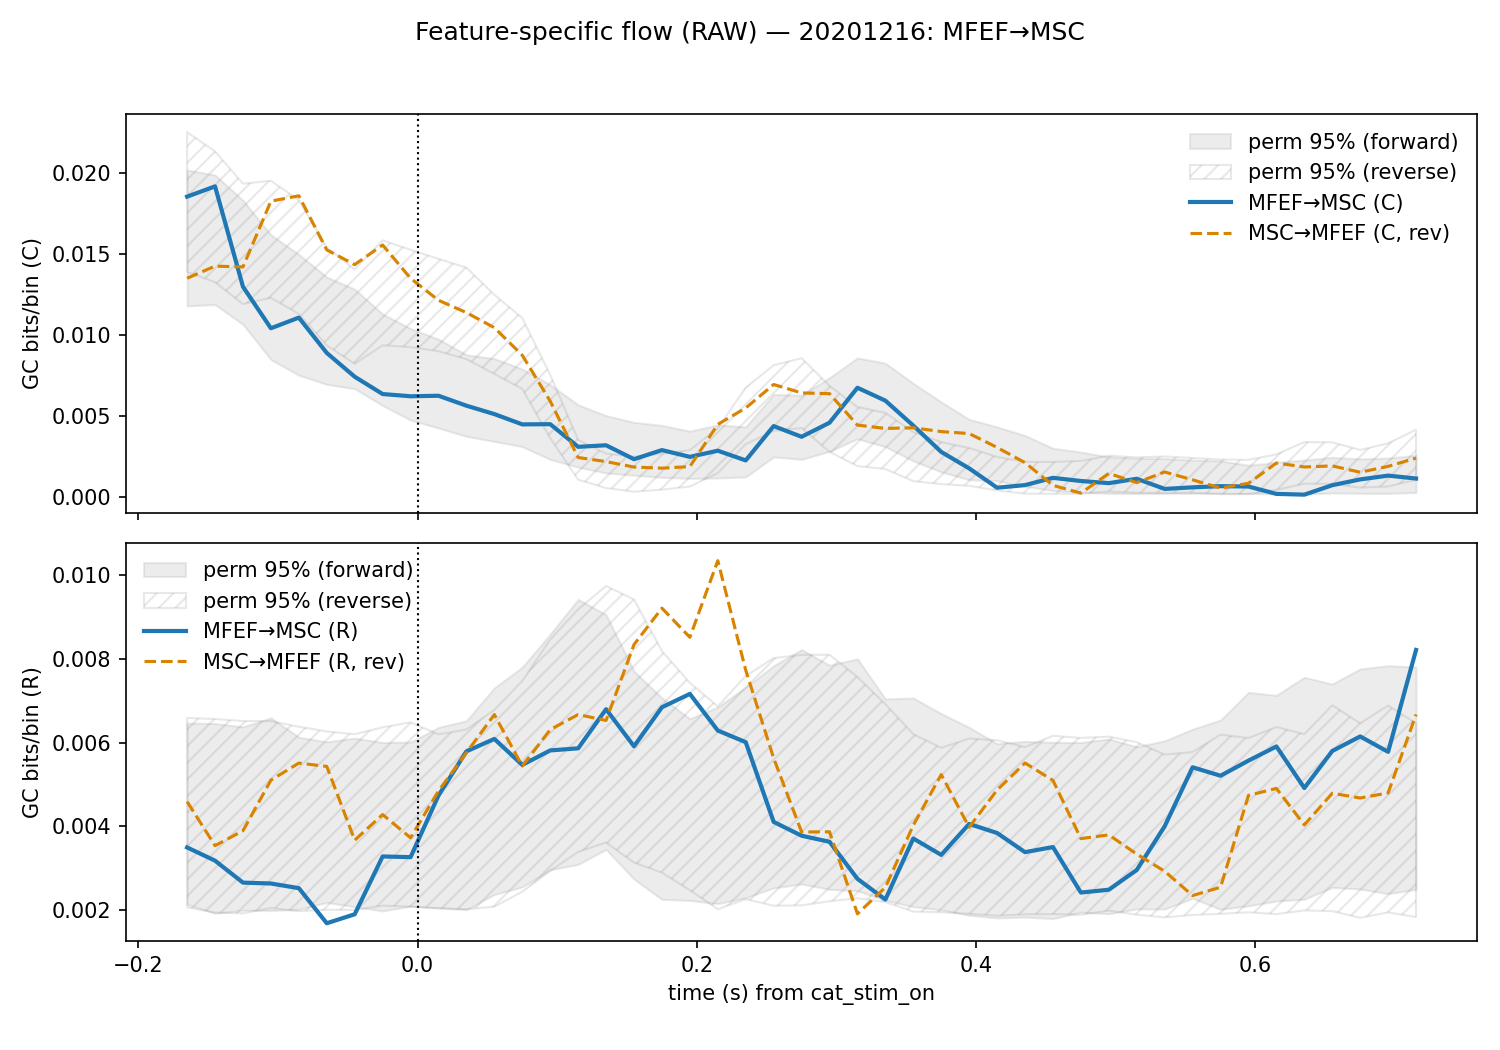 Feature-specific flow (RAW) — 20201216: MFEF→MSC
GC bits/bin (C)
0.020
0.015
0.010
0.005
0.000
perm 95% (forward)
perm 95% (reverse)
MFEF→MSC (C)
MSC→MFEF (C, rev)
GC bits/bin (R)
0.010
0.008
0.006
0.004
0.002
perm 95% (forward)
perm 95% (reverse)
MFEF→MSC (R)
MSC→MFEF (R, rev)
−0.2 0.0 0.2 0.4 0.6
time (s) from cat_stim_on